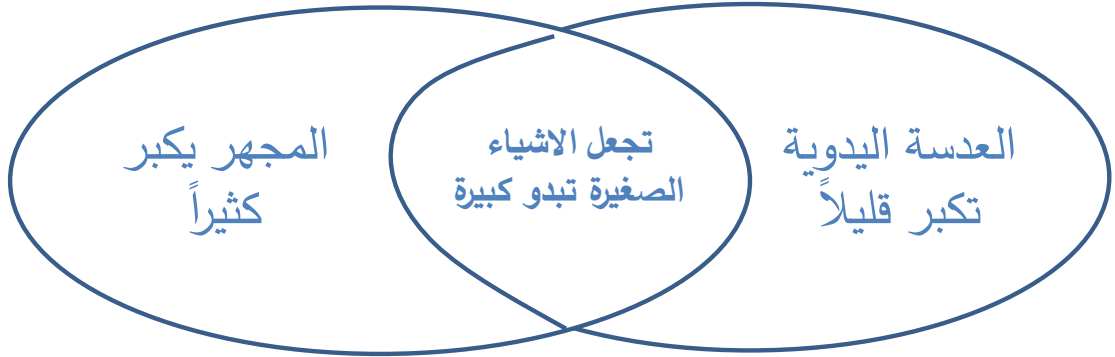 العدسة اليدوية
تكبر قليلاً
تجعل الاشياء
الصغيرة تبدو كبيرة
المجهر يكبر
كثيراً